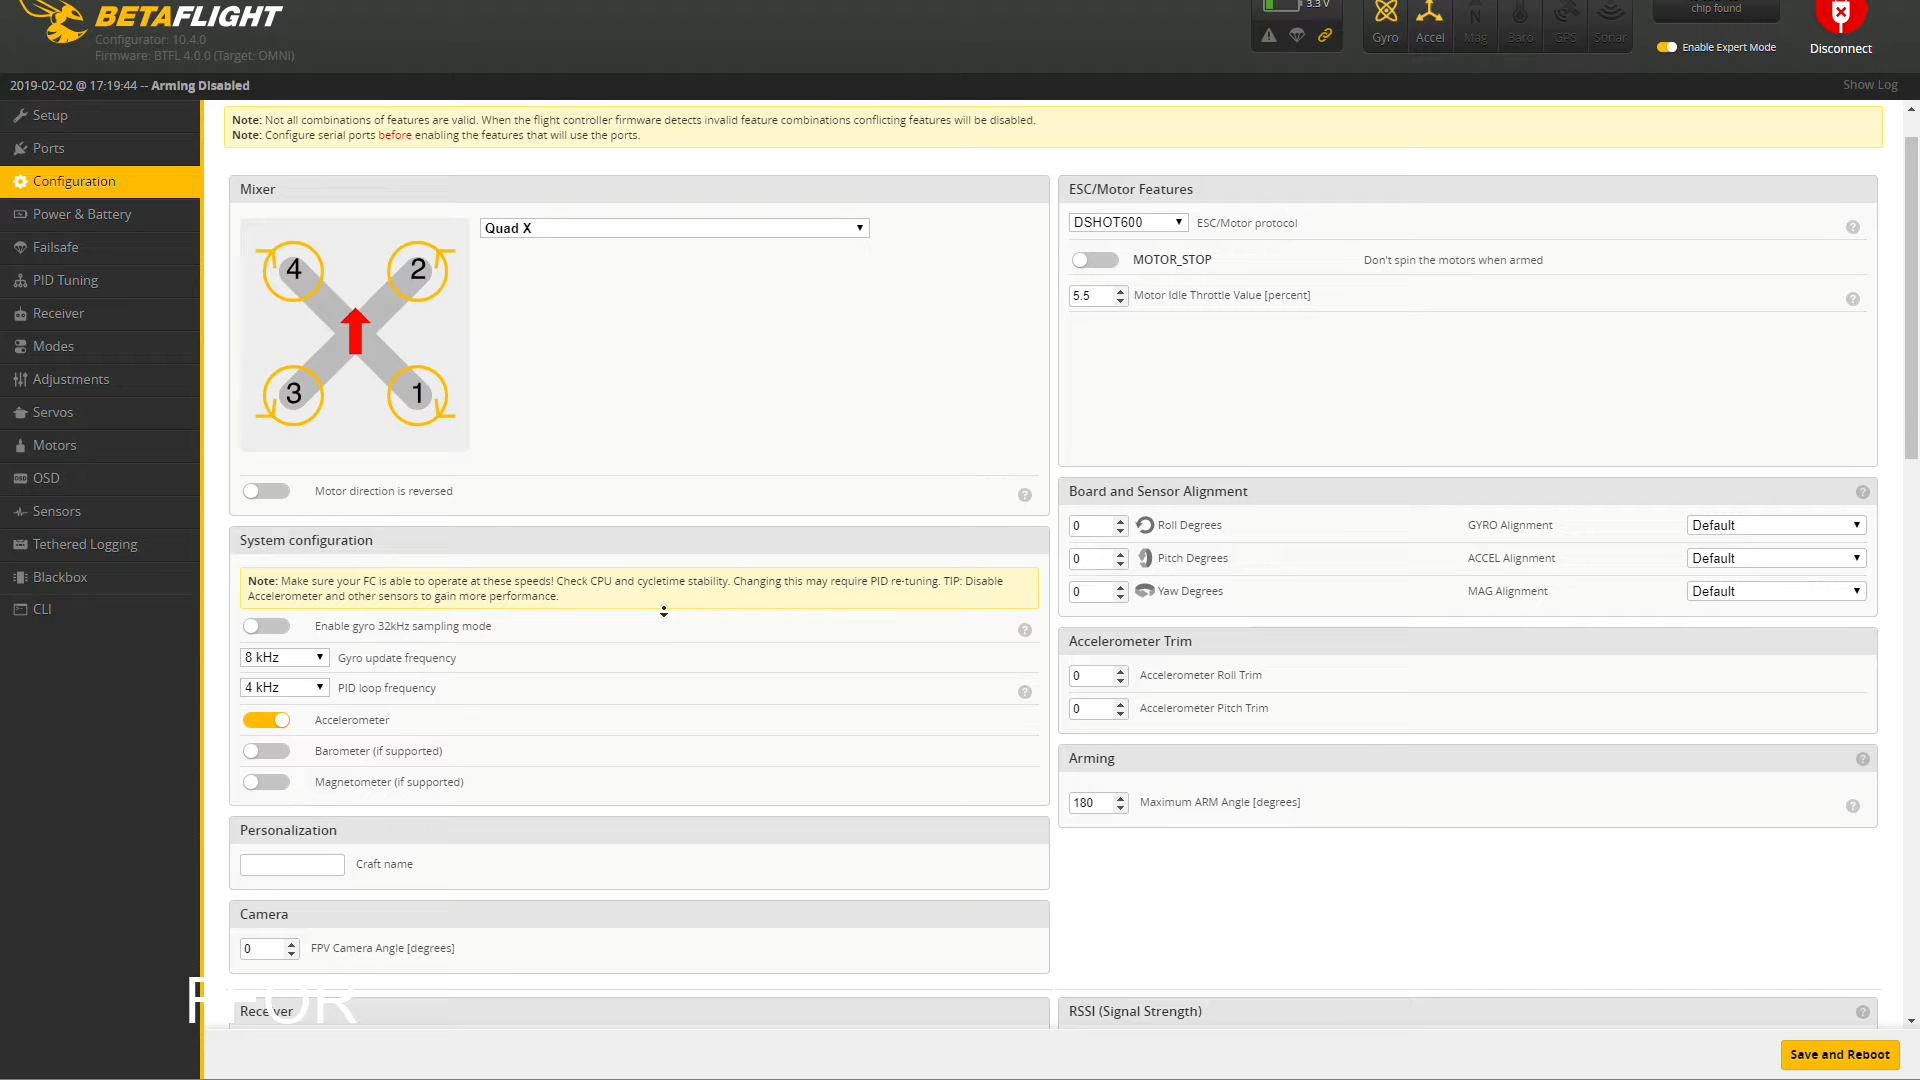 BETAFLIGHT
Configurator: 10.4.0
Firmware: BTFL 4.0.0 (Target: OMNI)
3.3 V
Gyro Accel Mag Baro GPS Sonar
chip found
Enable Expert Mode
Disconnect
2019-02-02 @ 17:19:44 -- Arming Disabled
Show Log
Setup
Ports
Configuration
Power & Battery
Failsafe
PID Tuning
Receiver
Modes
Adjustments
Servos
Motors
OSD
Sensors
Tethered Logging
Blackbox
CLI
Note: Not all combinations of features are valid. When the flight controller firmware detects invalid feature combinations conflicting features will be disabled.
Note: Configure serial ports before enabling the features that will use the ports.
Mixer
Quad X
4 2
3 1
Motor direction is reversed
System configuration
Note: Make sure your FC is able to operate at these speeds! Check CPU and cycletime stability. Changing this may require PID re-tuning. TIP: Disable
Accelerometer and other sensors to gain more performance.
Enable gyro 32kHz sampling mode
8 kHz Gyro update frequency
4 kHz PID loop frequency
Accelerometer
Barometer (if supported)
Magnetometer (if supported)
Personalization
Craft name
Camera
0 FPV Camera Angle [degrees]
Receiver
ESC/Motor Features
DSHOT600 ESC/Motor protocol
MOTOR_STOP Don't spin the motors when armed
5.5 Motor Idle Throttle Value [percent]
Board and Sensor Alignment
0 Roll Degrees GYRO Alignment Default
0 Pitch Degrees ACCEL Alignment Default
0 Yaw Degrees MAG Alignment Default
Accelerometer Trim
0 Accelerometer Roll Trim
0 Accelerometer Pitch Trim
Arming
180 Maximum ARM Angle [degrees]
RSSI (Signal Strength)
Save and Reboot